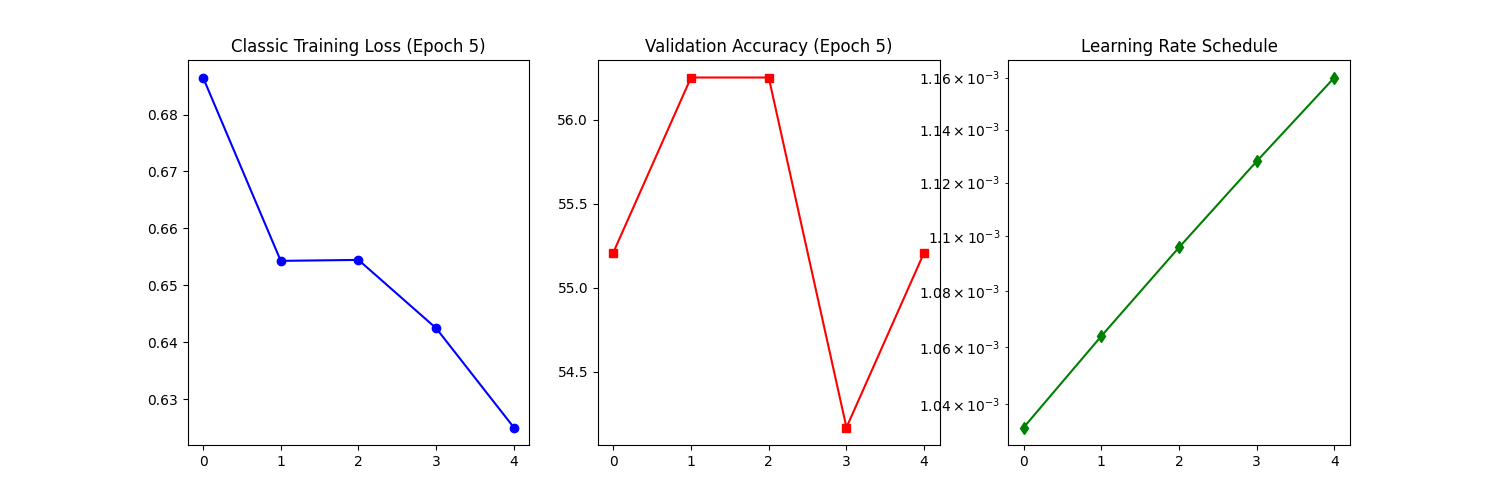 Classic Training Loss (Epoch 5)
0.68
0.67
0.66
0.65
0.64
0.63
0 1 2 3 4
Validation Accuracy (Epoch 5)
56.0
55.5
55.0
54.5
0 1 2 3 4
Learning Rate Schedule
1.16 × 10⁻³
1.14 × 10⁻³
1.12 × 10⁻³
1.1 × 10⁻³
1.08 × 10⁻³
1.06 × 10⁻³
1.04 × 10⁻³
0 1 2 3 4